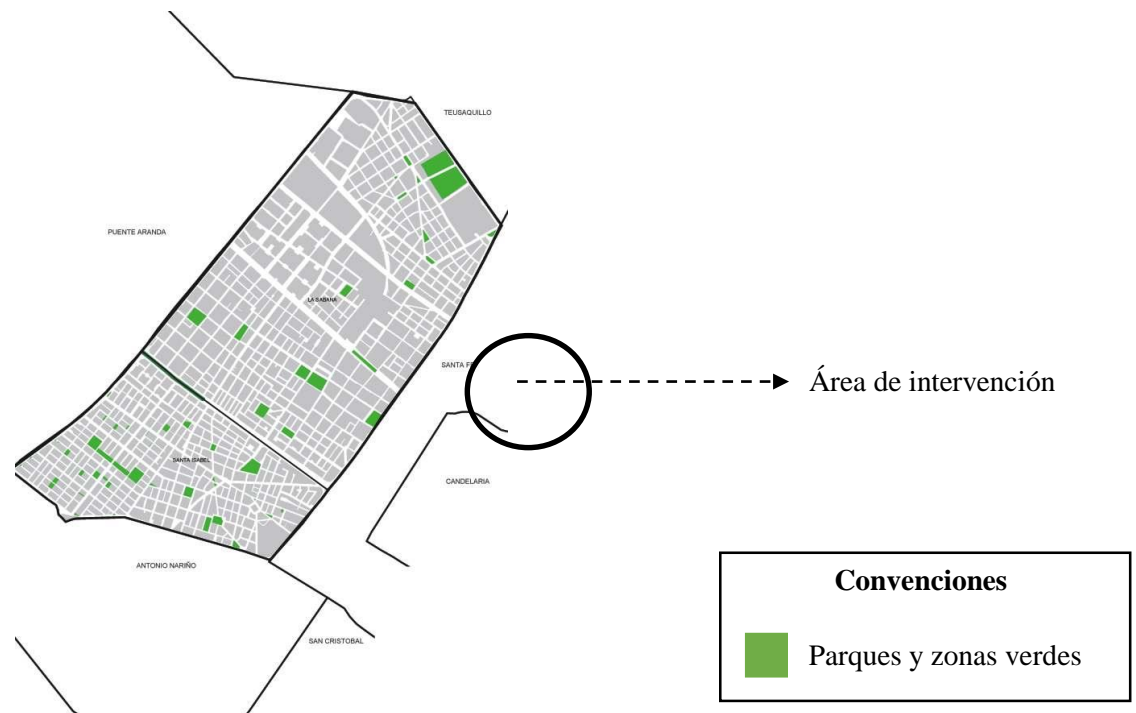 TEUSAQUILLO
PUENTE ARANDA
LA SABANA
SANTA FE
Área de intervención
SANTA ISABEL
CANDELARIA
ANTONIO NARIÑO
Convenciones
Parques y zonas verdes
SAN CRISTOBAL